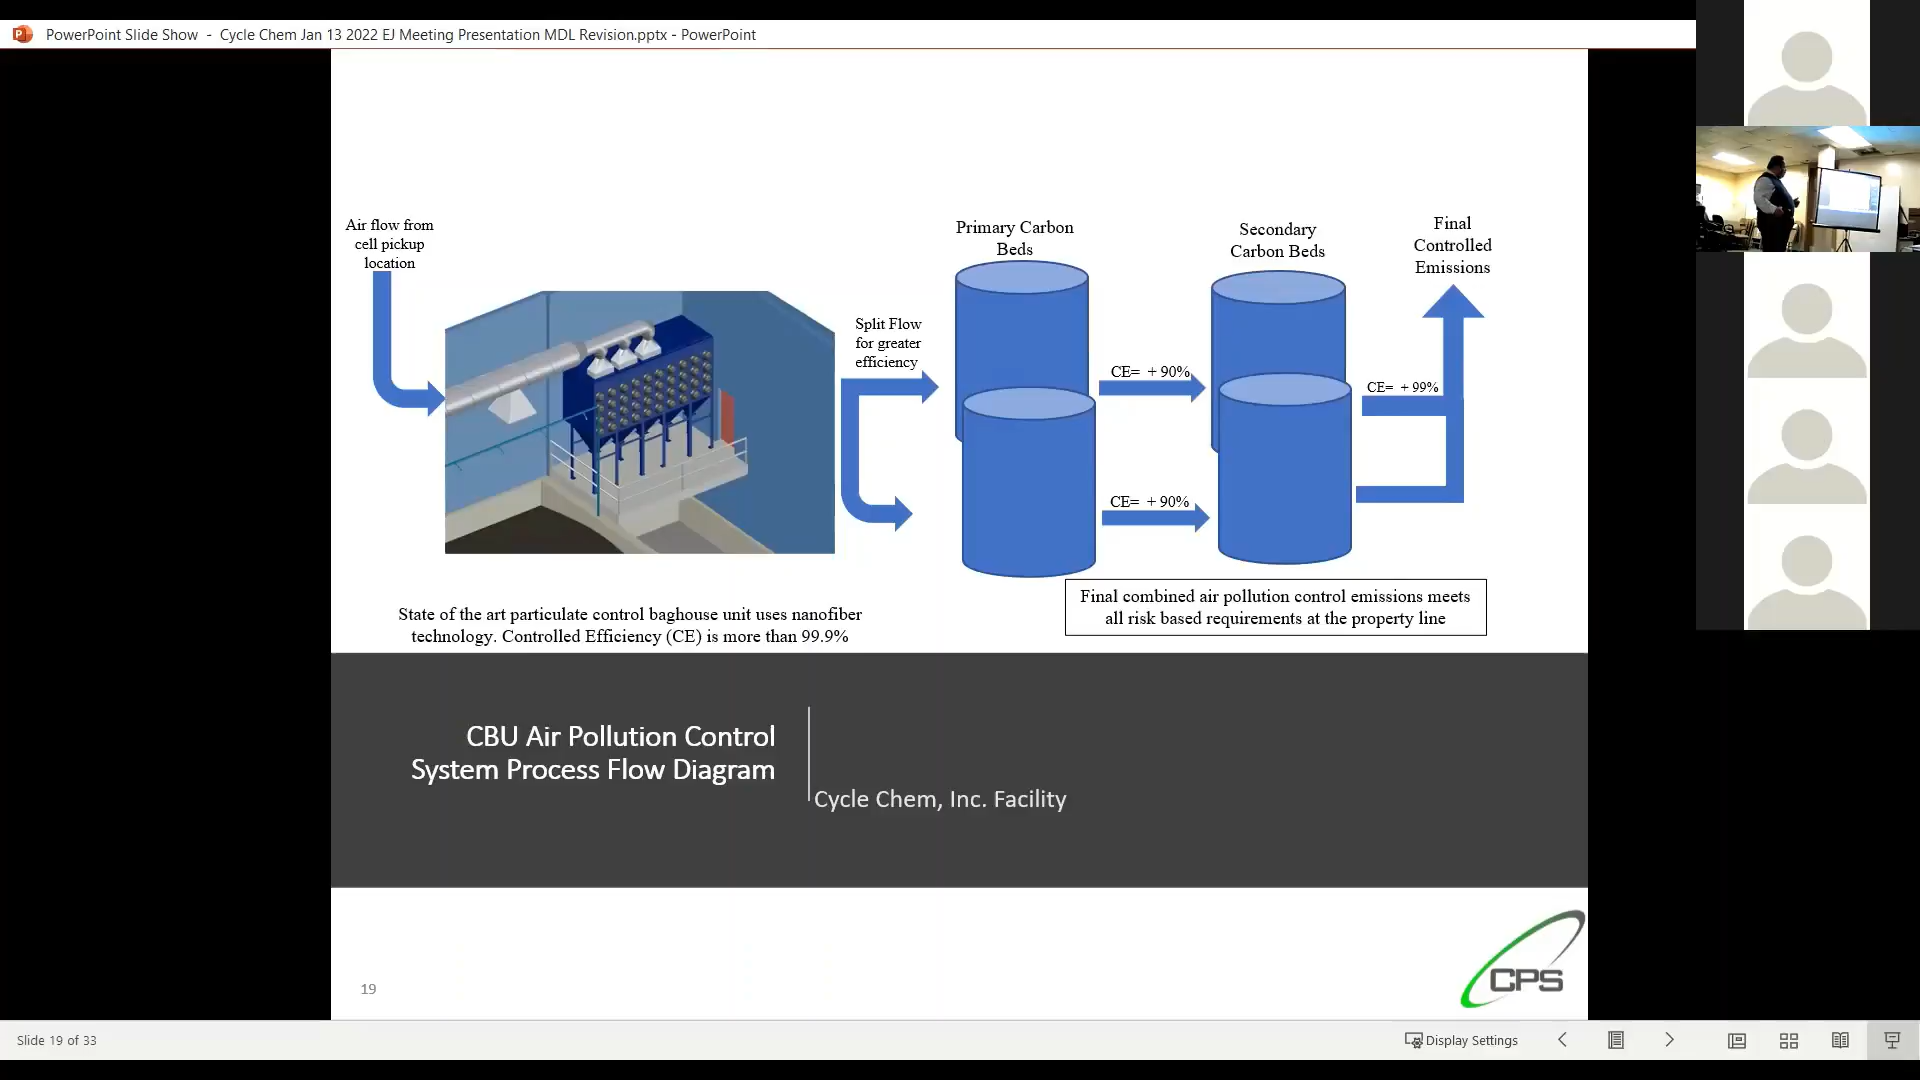 PowerPoint Slide Show - Cycle Chem Jan 13 2022 EJ Meeting Presentation MDL Revision.pptx - PowerPoint
Air flow from
cell pickup
location
Split Flow
for greater
efficiency
Primary Carbon
Beds
CE= + 90%
CE= + 90%
Secondary
Carbon Beds
CE= + 99%
Final
Controlled
Emissions
State of the art particulate control baghouse unit uses nanofiber
technology. Controlled Efficiency (CE) is more than 99.9%
Final combined air pollution control emissions meets
all risk based requirements at the property line
CBU Air Pollution Control
System Process Flow Diagram
Cycle Chem, Inc. Facility
19
CPS
Slide 19 of 33
Display Settings